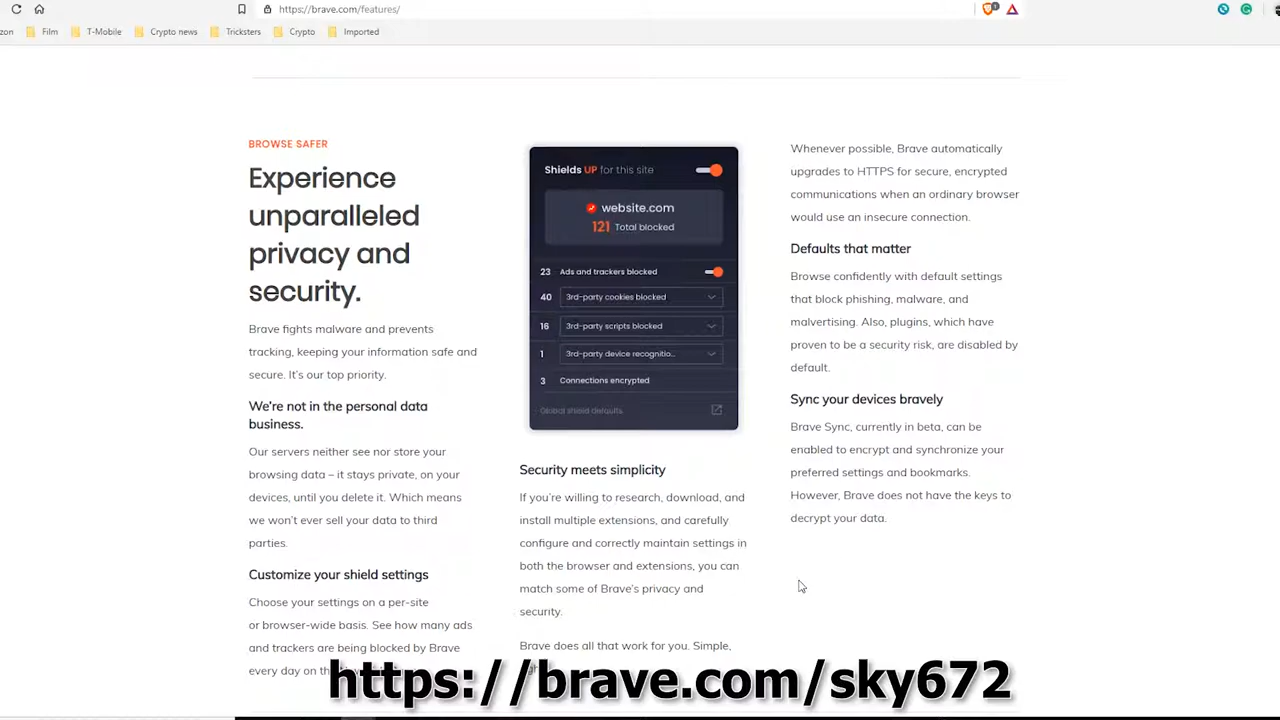 https://brave.com/features/
zon
Film
T-Mobile
Crypto news
Tricksters
Crypto
Imported
BROWSE SAFER
Experience
unparalleled
privacy and
security.
Brave fights malware and prevents
tracking, keeping your information safe and
secure. It's our top priority.
We're not in the personal data
business.
Our servers neither see nor store your
browsing data – it stays private, on your
devices, until you delete it. Which means
we won't ever sell your data to third
parties.
Customize your shield settings
Choose your settings on a per-site
or browser-wide basis. See how many ads
and trackers are being blocked by Brave
every day on th
Shields UP for this site
website.com
121 Total blocked
23 Ads and trackers blocked
40 3rd-party cookies blocked
16 3rd-party scripts blocked
1 3rd-party device recognitio...
3 Connections encrypted
Global shield defaults
Security meets simplicity
If you're willing to research, download, and
install multiple extensions, and carefully
configure and correctly maintain settings in
both the browser and extensions, you can
match some of Brave's privacy and
security.
Brave does all that work for you. Simple,
Whenever possible, Brave automatically
upgrades to HTTPS for secure, encrypted
communications when an ordinary browser
would use an insecure connection.
Defaults that matter
Browse confidently with default settings
that block phishing, malware, and
malvertising. Also, plugins, which have
proven to be a security risk, are disabled by
default.
Sync your devices bravely
Brave Sync, currently in beta, can be
enabled to encrypt and synchronize your
preferred settings and bookmarks.
However, Brave does not have the keys to
decrypt your data.
https://brave.com/sky672